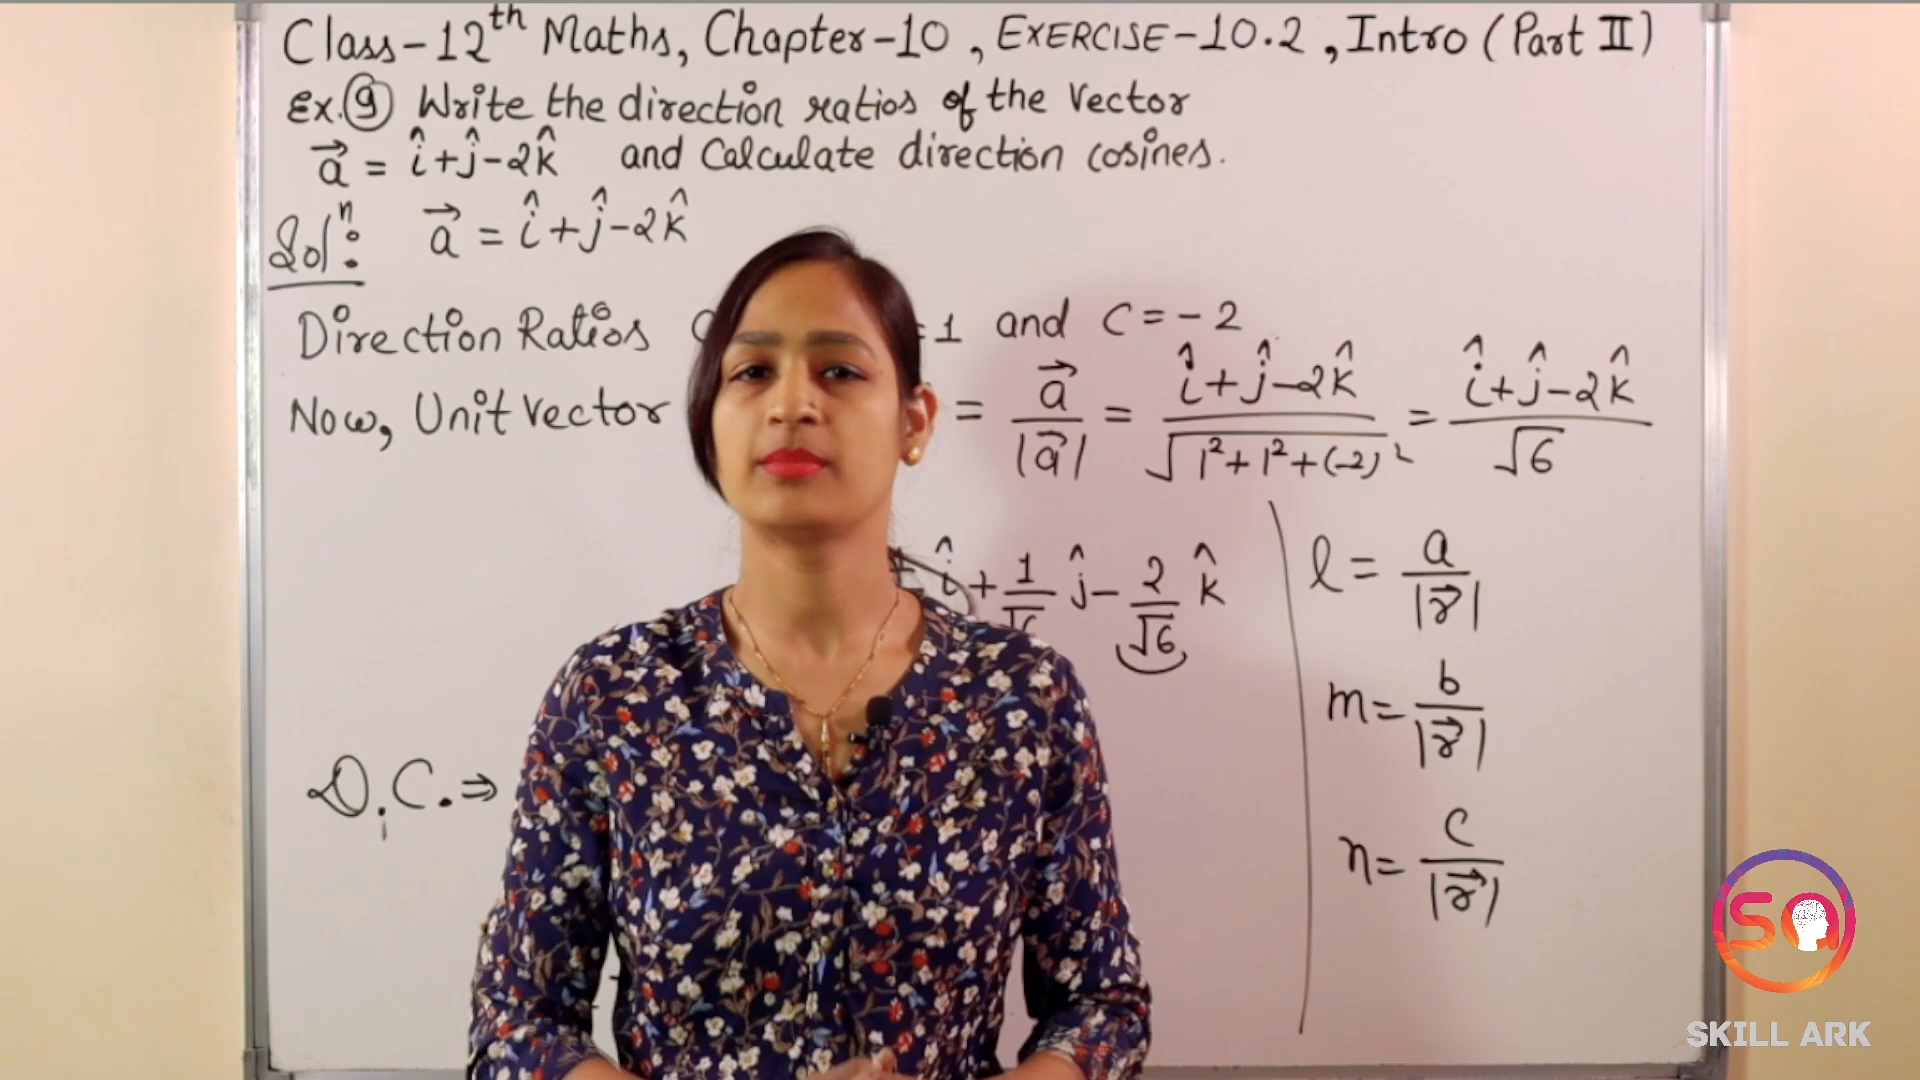 Class-12th Maths, Chapter-10, EXERCISE-10.2, Intro (Part II)
Ex.⑨ Write the direction ratios of the Vector
a⃗ = î+ĵ-2k̂ and Calculate direction cosines.
Solⁿ: a⃗ = î+ĵ-2k̂
Direction Ratios =1 and c=-2
Now, Unit Vector = a⃗/|a⃗| = (î+ĵ-2k̂)/√(1²+1²+(-2)²) = (î+ĵ-2k̂)/√6
î + 1/√6 ĵ - 2/√6 k̂
l = a/|r⃗|
m = b/|r⃗|
D.C. ⇒
n = c/|r⃗|
SA
SKILL ARK